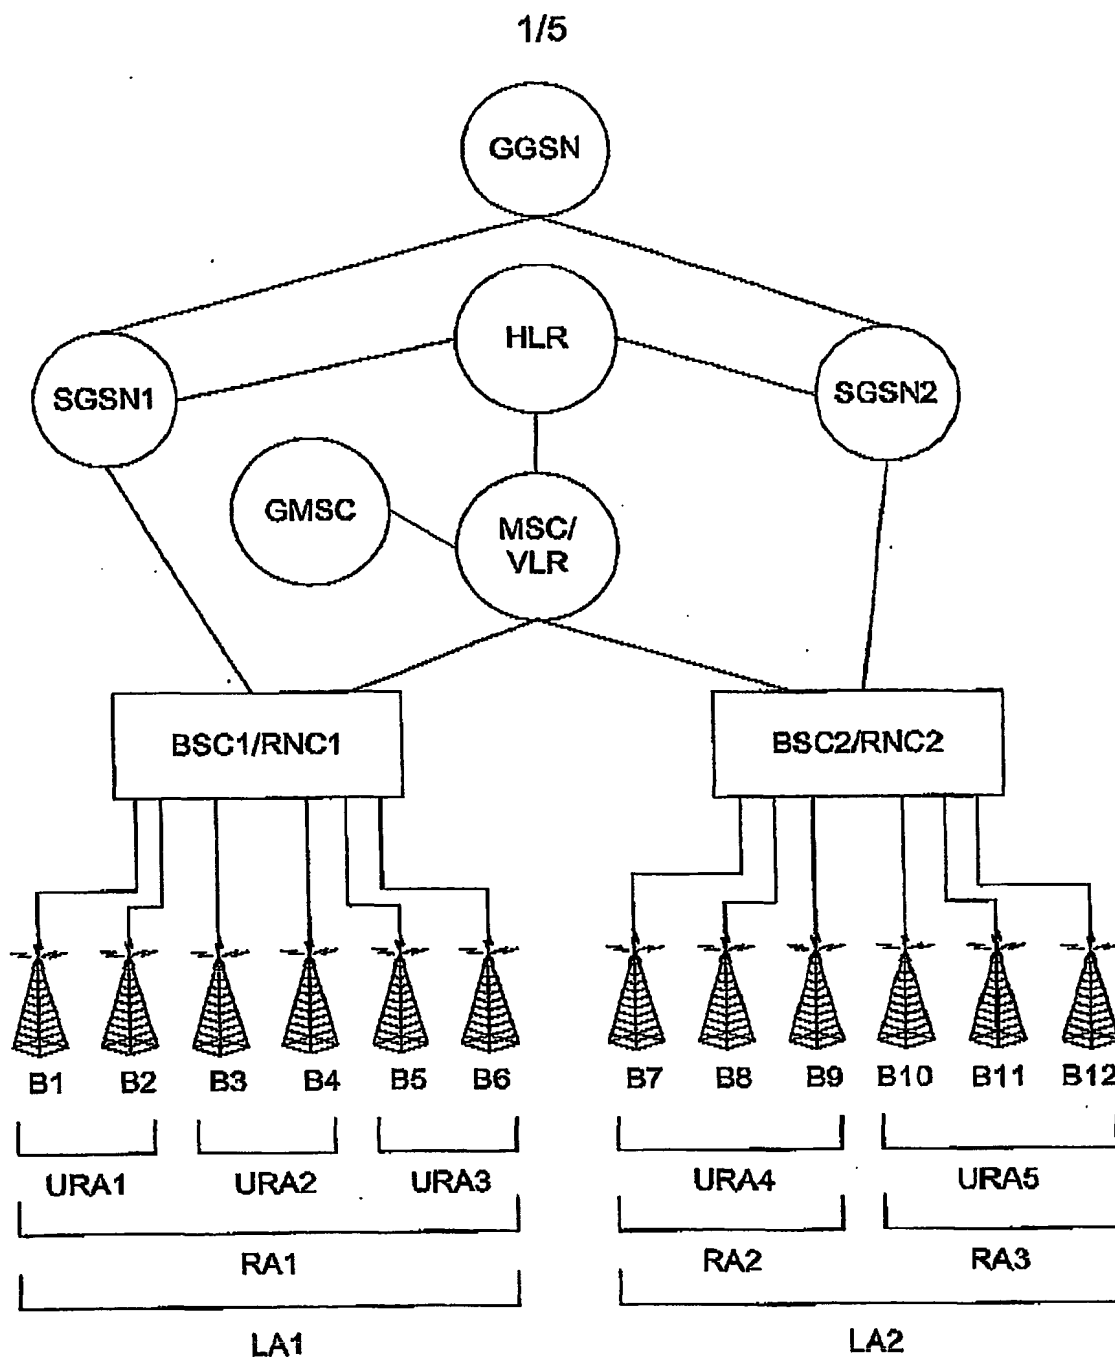 1/5
GGSN
HLR
SGSN1
SGSN2
GMSC
MSC/
VLR
BSC1/RNC1
BSC2/RNC2
B1 B2 B3 B4 B5 B6 B7 B8 B9 B10 B11 B12
URA1 URA2 URA3 URA4 URA5
RA1 RA2 RA3
LA1 LA2